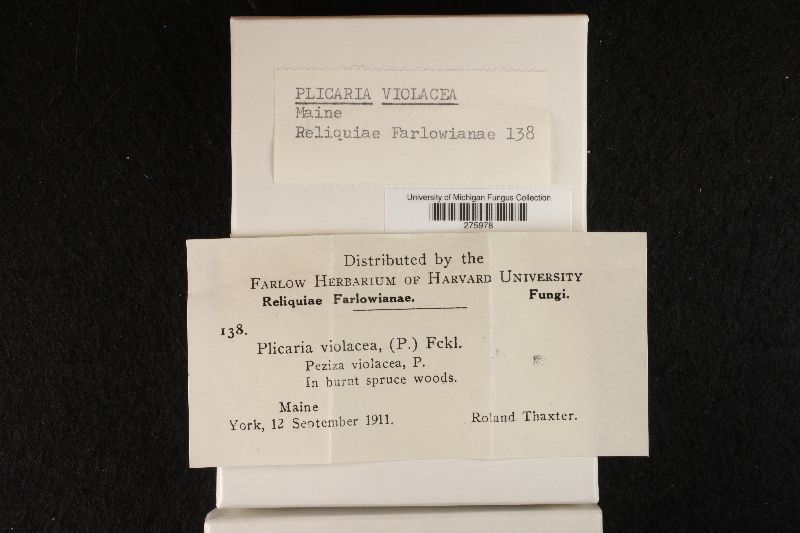 PLICARIA VIOLACEA
Maine
Reliquiae Farlowianae 138
University of Michigan Fungus Collection
275978
Distributed by the
FARLOW HERBARIUM OF HARVARD UNIVERSITY
Reliquiae Farlowianae. Fungi.
138.
Plicaria violacea, (P.) Fckl.
Peziza violacea, P.
In burnt spruce woods.
Maine
York, 12 September 1911. Roland Thaxter.